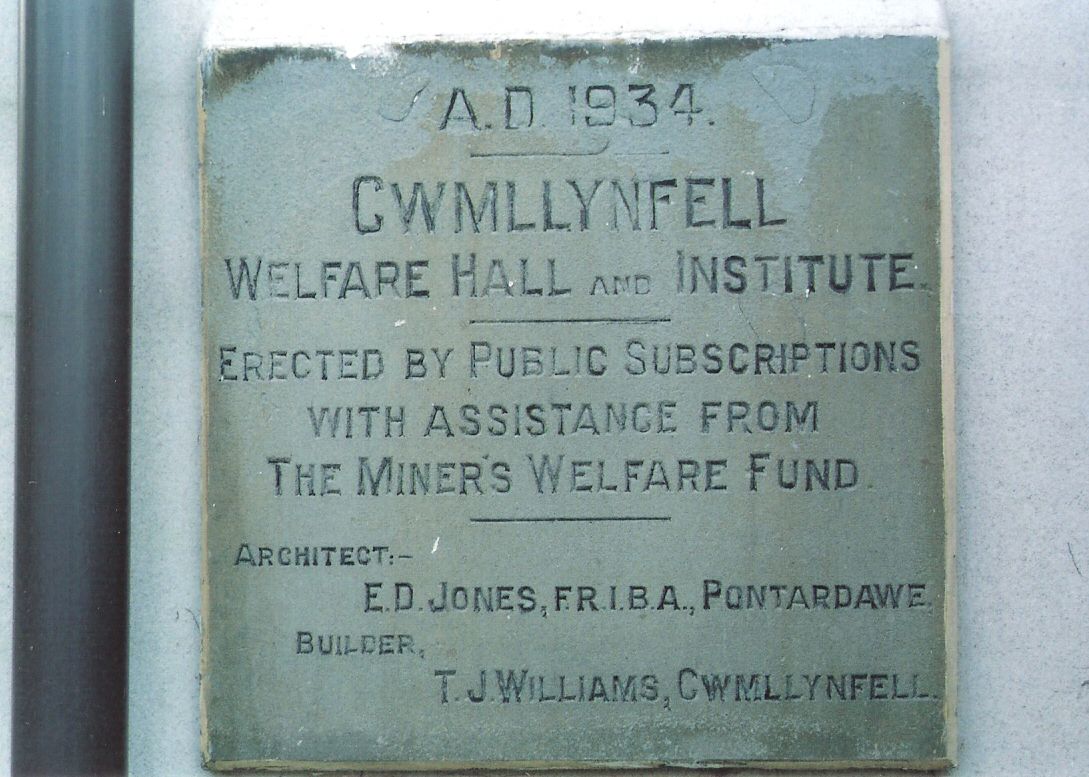 A.D 1934.
CWMLLYNFELL
WELFARE HALL AND INSTITUTE.
ERECTED BY PUBLIC SUBSCRIPTIONS
WITH ASSISTANCE FROM
THE MINER'S WELFARE FUND.
ARCHITECT:-
E.D. JONES, F.R.I.B.A., PONTARDAWE.
BUILDER,
T.J. WILLIAMS, CWMLLYNFELL.